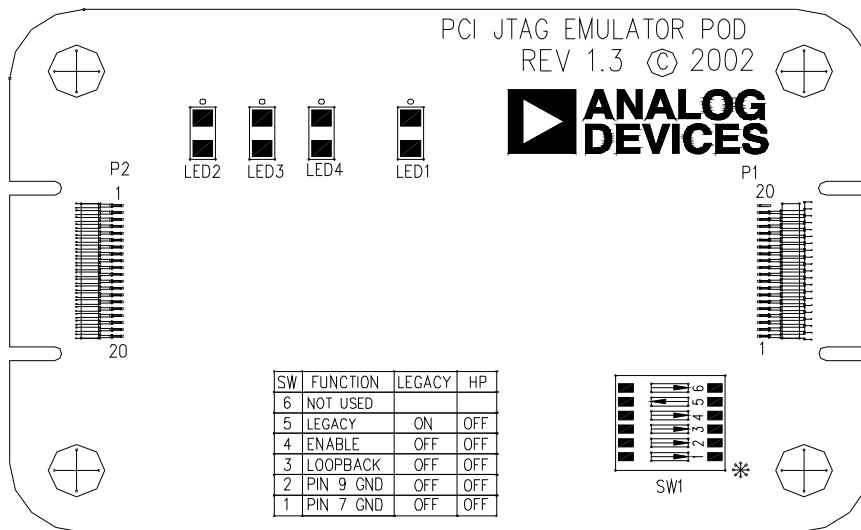 PCI JTAG EMULATOR POD
REV 1.3 © 2002
ANALOG
DEVICES
LED2 LED3 LED4 LED1
P2
1
20
P1
20
1
SW FUNCTION LEGACY HP
6 NOT USED
5 LEGACY ON OFF
4 ENABLE OFF OFF
3 LOOPBACK OFF OFF
2 PIN 9 GND OFF OFF
1 PIN 7 GND OFF OFF
6
5
4
3
2
1
SW1